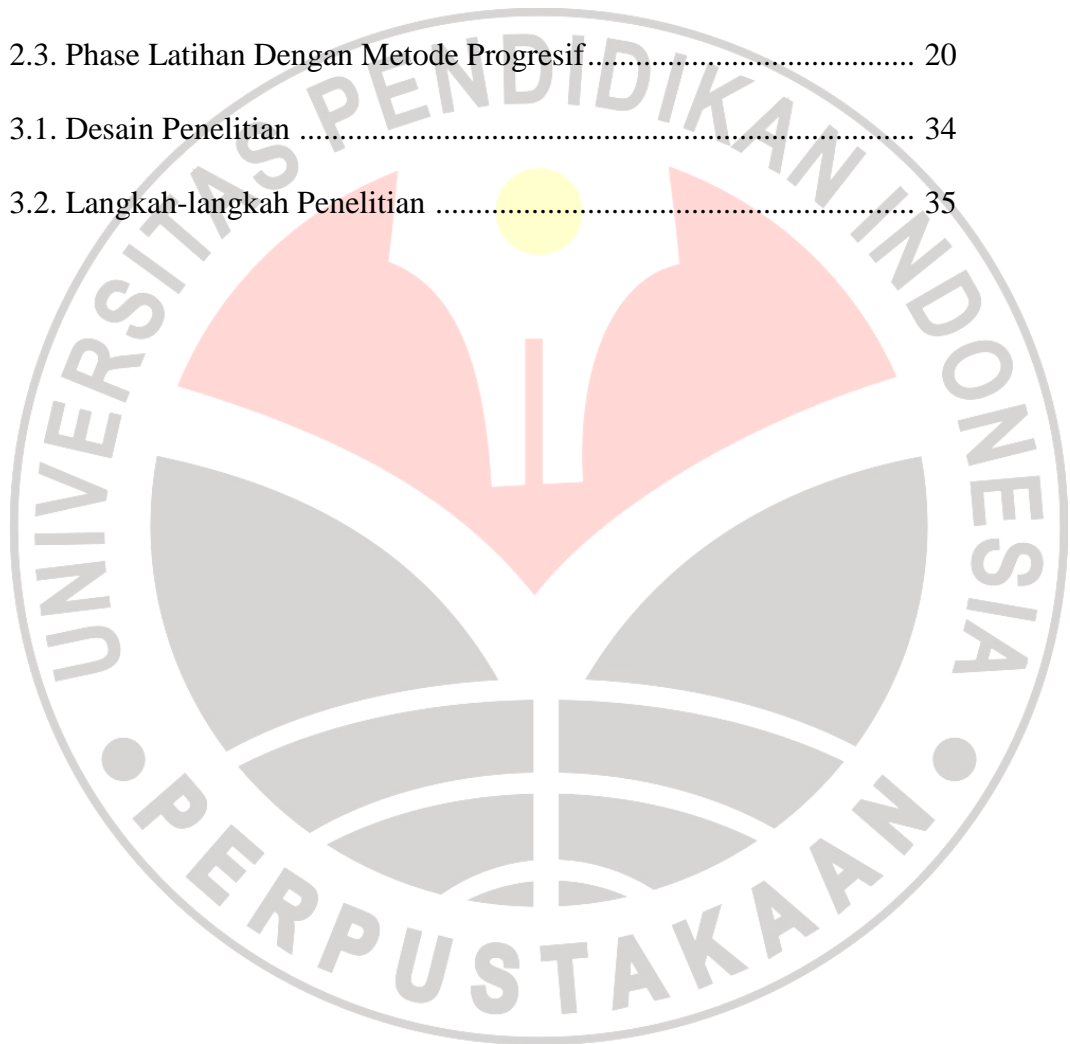 2.3. Phase Latihan Dengan Metode Progresif.................................... 20
3.1. Desain Penelitian ........................................................................... 34
3.2. Langkah-langkah Penelitian ........................................................... 35
UNIVERSITAS PENDIDIKAN INDONESIA
PERPUSTAKAAN